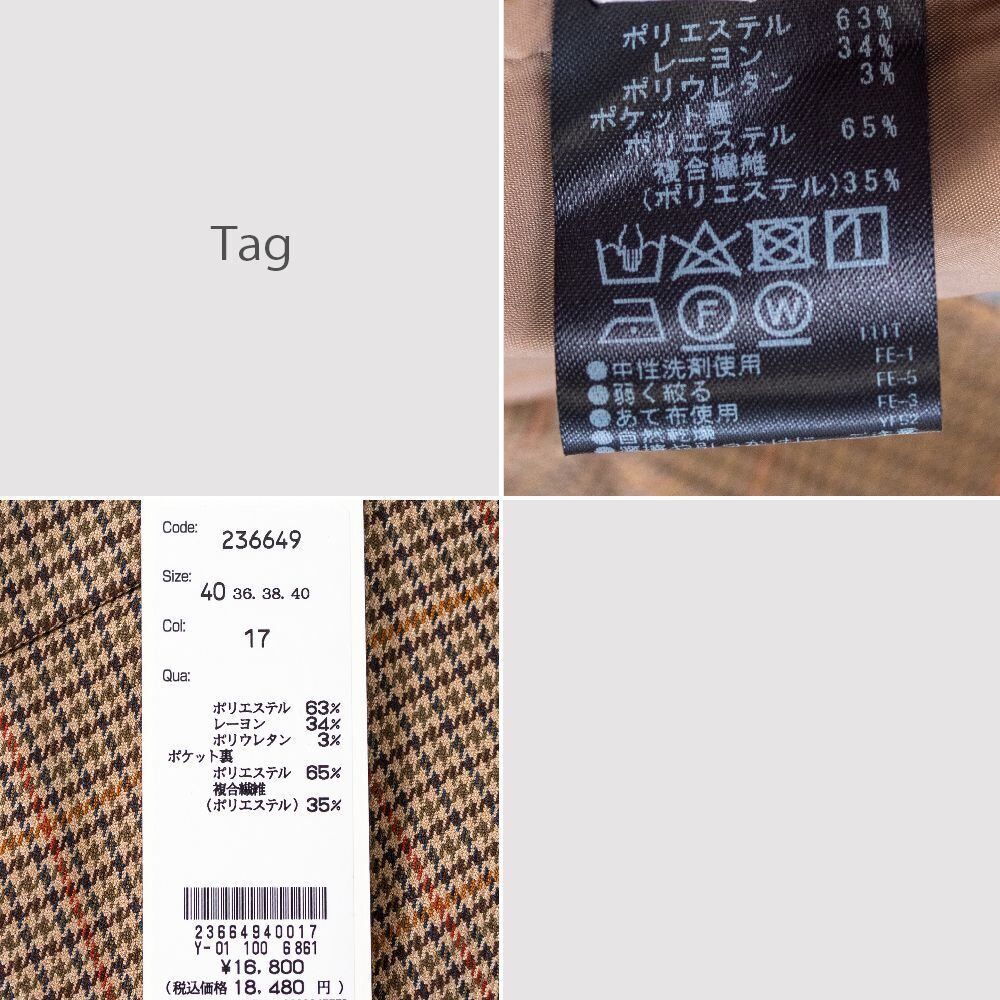 Tag
ポリエステル 63%
レーヨン 34%
ポリウレタン 3%
ポケット裏
ポリエステル 65%
複合繊維
(ポリエステル)35%
F W
1111
●中性洗剤使用 FE-1
●弱く絞る FE-5
●あて布使用 FE-3
●自然乾燥
Code: 236649
Size: 40 36. 38. 40
Col: 17
Qua:
ポリエステル 63%
レーヨン 34%
ポリウレタン 3%
ポケット裏
ポリエステル 65%
複合繊維
(ポリエステル) 35%
23664940017
Y-01 100 6861
¥16,800
(税込価格 18,480 円)